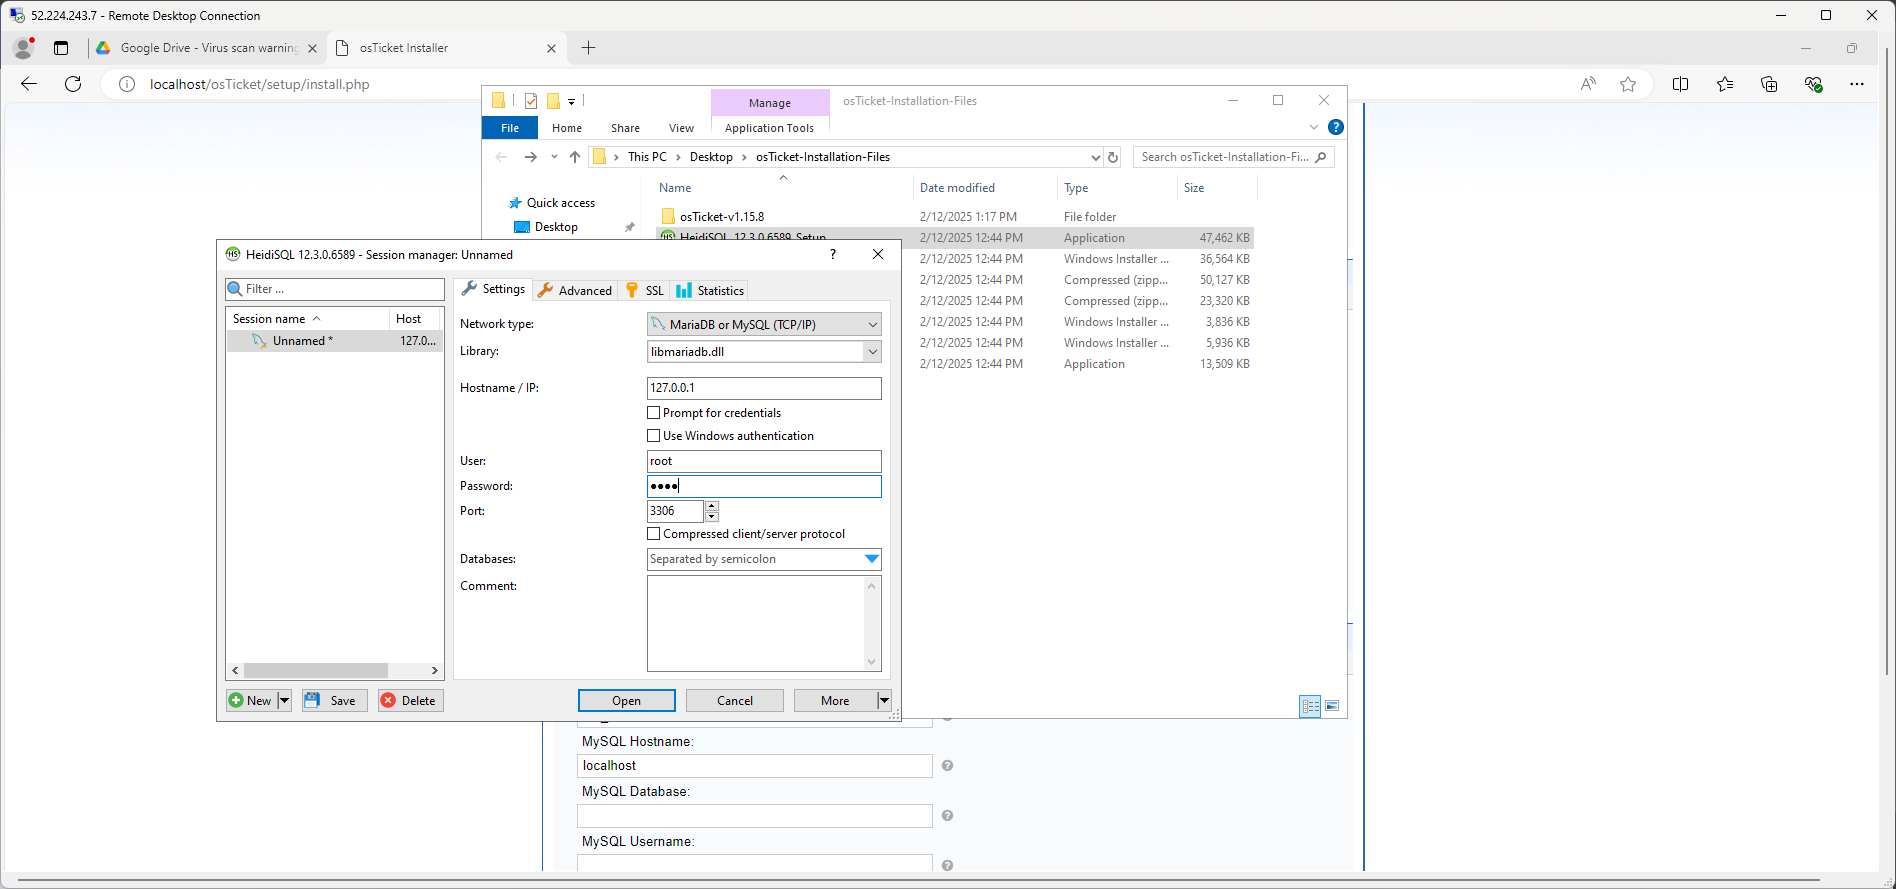 52.224.243.7 - Remote Desktop Connection
Google Drive - Virus scan warning
osTicket Installer
localhost/osTicket/setup/install.php
Manage
osTicket-Installation-Files
File
Home
Share
View
Application Tools
This PC > Desktop > osTicket-Installation-Files
Search osTicket-Installation-Fi...
Name
Date modified
Type
Size
Quick access
Desktop
osTicket-v1.15.8
2/12/2025 1:17 PM
File folder
HeidiSQL_12.3.0.6589_Setup
2/12/2025 12:44 PM
Application
47,462 KB
2/12/2025 12:44 PM
Windows Installer ...
36,564 KB
2/12/2025 12:44 PM
Compressed (zipp...
50,127 KB
2/12/2025 12:44 PM
Compressed (zipp...
23,320 KB
2/12/2025 12:44 PM
Windows Installer ...
3,836 KB
2/12/2025 12:44 PM
Windows Installer ...
5,936 KB
2/12/2025 12:44 PM
Application
13,509 KB
HeidiSQL 12.3.0.6589 - Session manager: Unnamed
Filter ...
Session name
Host
Unnamed *
127.0...
Settings
Advanced
SSL
Statistics
Network type:
MariaDB or MySQL (TCP/IP)
Library:
libmariadb.dll
Hostname / IP:
127.0.0.1
Prompt for credentials
Use Windows authentication
User:
root
Password:
●●●●
Port:
3306
Compressed client/server protocol
Databases:
Separated by semicolon
Comment:
New
Save
Delete
Open
Cancel
More
MySQL Hostname:
localhost
MySQL Database:
MySQL Username: